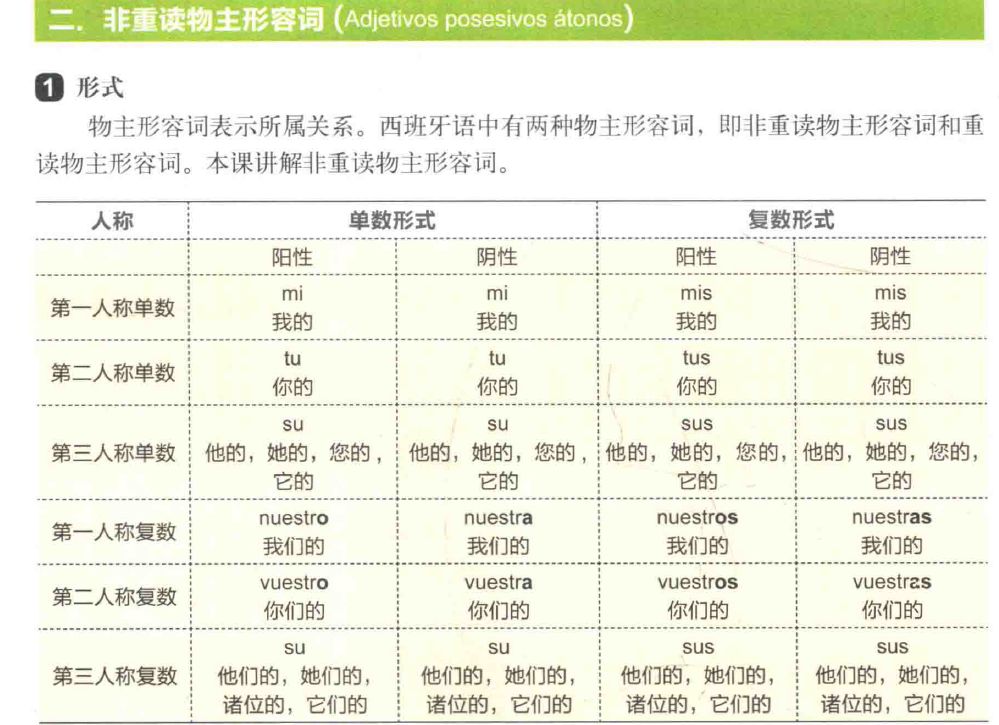 二. 非重读物主形容词 (Adjetivos posesivos átonos)
1 形式
物主形容词表示所属关系。西班牙语中有两种物主形容词，即非重读物主形容词和重
读物主形容词。本课讲解非重读物主形容词。
人称 单数形式 复数形式
阳性 阴性 阳性 阴性
mi mi mis mis
第一人称单数
我的 我的 我的 我的
tu tu tus tus
第二人称单数
你的 你的 你的 你的
su su sus sus
第三人称单数 他的，她的，您的， 他的，她的，您的， 他的，她的，您的， 他的，她的，您的，
它的 它的 它的 它的
nuestro nuestra nuestros nuestras
第一人称复数
我们的 我们的 我们的 我们的
vuestro vuestra vuestros vuestras
第二人称复数
你们的 你们的 你们的 你们的
su su sus sus
第三人称复数 他们的，她们的， 他们的，她们的， 他们的，她们的， 他们的，她们的，
诸位的，它们的 诸位的，它们的 诸位的，它们的 诸位的，它们的